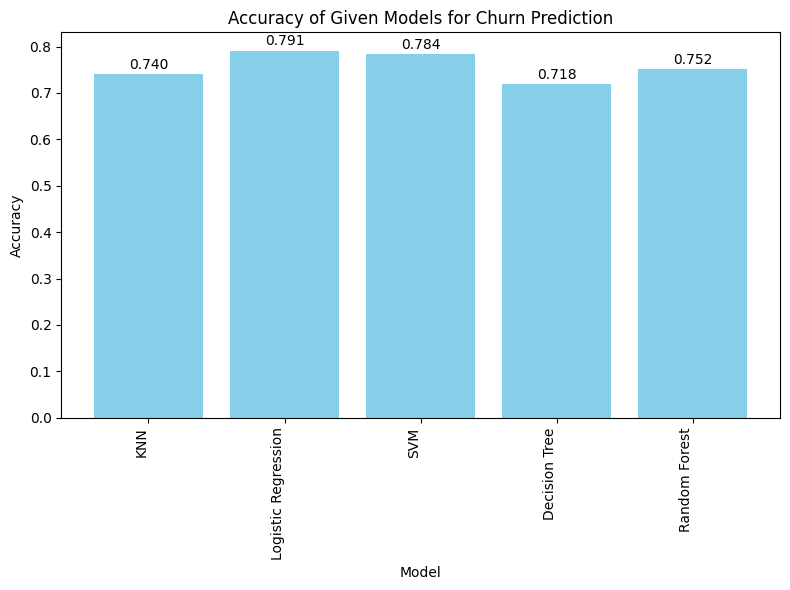 Accuracy of Given Models for Churn Prediction
Accuracy
0.8
0.7
0.6
0.5
0.4
0.3
0.2
0.1
0.0
0.740
0.791
0.784
0.718
0.752
KNN
Logistic Regression
SVM
Decision Tree
Random Forest
Model